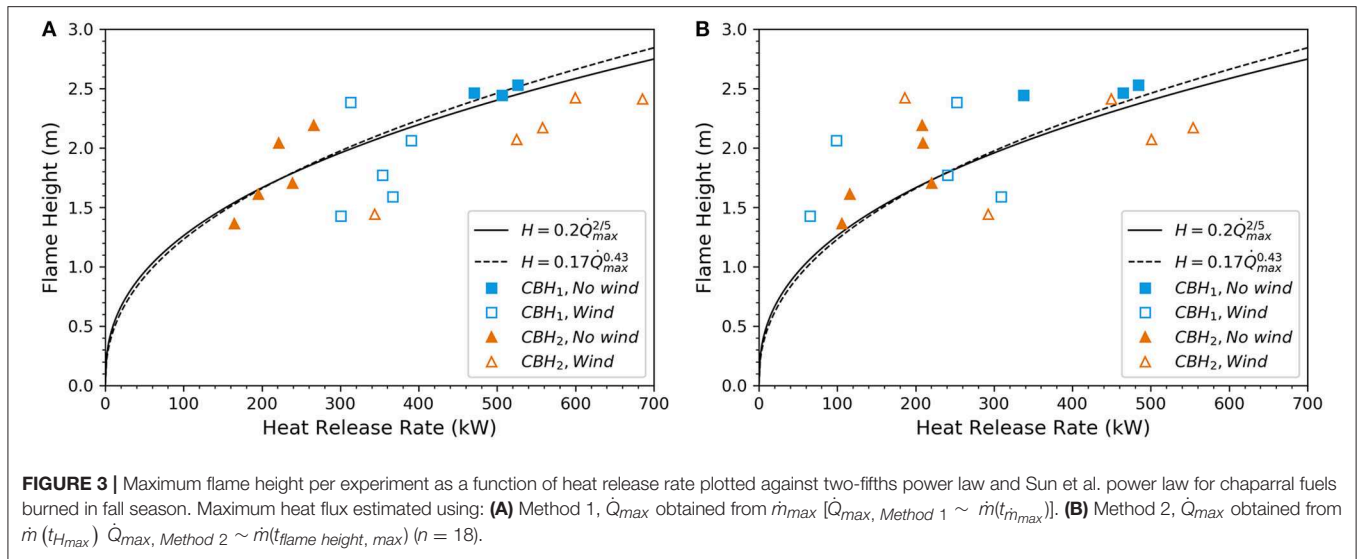 A
3.0
2.5
2.0
1.5
1.0
0.5
0.0
Flame Height (m)
0 100 200 300 400 500 600 700
Heat Release Rate (kW)
H = 0.2Q̇max^2/5
H = 0.17Q̇max^0.43
CBH₁, No wind
CBH₁, Wind
CBH₂, No wind
CBH₂, Wind
B
3.0
2.5
2.0
1.5
1.0
0.5
0.0
Flame Height (m)
0 100 200 300 400 500 600 700
Heat Release Rate (kW)
H = 0.2Q̇max^2/5
H = 0.17Q̇max^0.43
CBH₁, No wind
CBH₁, Wind
CBH₂, No wind
CBH₂, Wind
FIGURE 3 | Maximum flame height per experiment as a function of heat release rate plotted against two-fifths power law and Sun et al. power law for chaparral fuels
burned in fall season. Maximum heat flux estimated using: (A) Method 1, Q̇max obtained from ṁmax [Q̇max, Method 1 ∼ ṁ(tṁmax)]. (B) Method 2, Q̇max obtained from
ṁ (tHmax) Q̇max, Method 2 ∼ ṁ(tflame height, max) (n = 18).